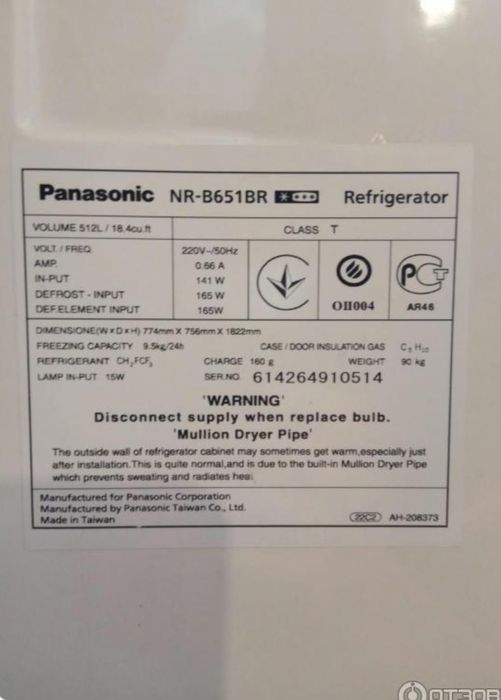 Panasonic NR-B651BR Refrigerator
VOLUME 512L / 18.4cu.ft CLASS T
VOLT. / FREQ. 220V~/50Hz
AMP. 0.66 A
IN-PUT 141 W
DEFROST - INPUT 165 W
DEF.ELEMENT INPUT 165W
ОП004
РСТ
AR46
DIMENSIONE(W×D×H) 774mm X 756mm X 1822mm
FREEZING CAPACITY 9.5kg/24h CASE / DOOR INSULATION GAS C5H10
REFRIGERANT CH2FCF3 CHARGE 160 g WEIGHT 90 kg
LAMP IN-PUT 15W SER.NO. 614264910514
'WARNING'
Disconnect supply when replace bulb.
'Mullion Dryer Pipe'
The outside wall of refrigerator cabinet may sometimes get warm,especially just
after installation.This is quite normal,and is due to the built-in Mullion Dryer Pipe
which prevents sweating and radiates heat.
Manufactured for Panasonic Corporation
Manufactured by Panasonic Taiwan Co., Ltd.
Made in Taiwan 22C2 AH-208373
ОТЗОВ